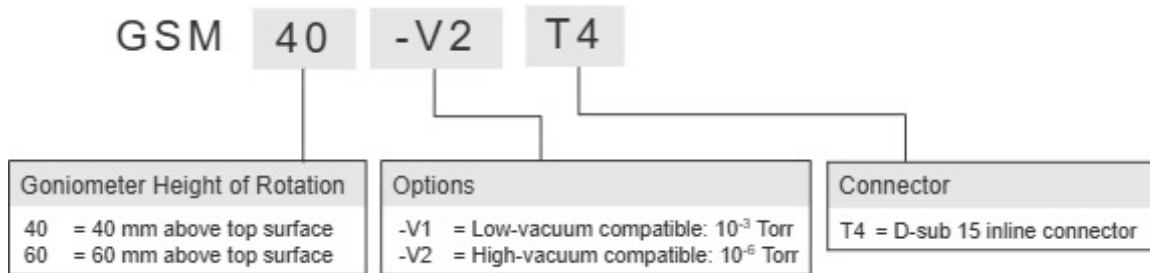 GSM 40 -V2 T4
Goniometer Height of Rotation
40 = 40 mm above top surface
60 = 60 mm above top surface
Options
-V1 = Low-vacuum compatible: 10⁻³ Torr
-V2 = High-vacuum compatible: 10⁻⁶ Torr
Connector
T4 = D-sub 15 inline connector